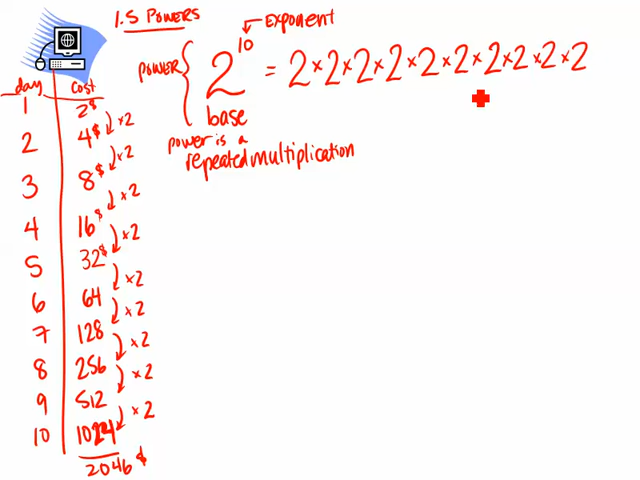 1.5 POWERS
Exponent
POWER { 2^10 = 2×2×2×2×2×2×2×2×2×2
base
power is a
repeated multiplication
day cost
1 2$
×2
2 4$
×2
3 8$
×2
4 16$
×2
5 32$
×2
6 64
×2
7 128
×2
8 256
×2
9 512
×2
10 1024
2046$